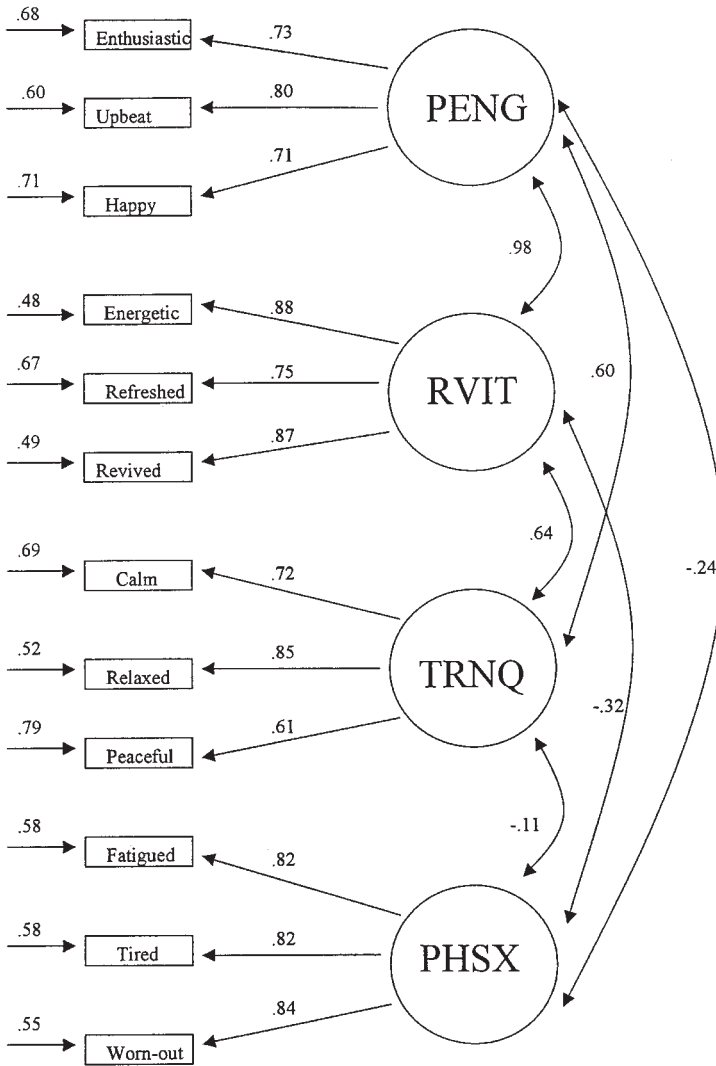 .68
Enthusiastic
.73
.60
Upbeat
.80
PENG
.71
Happy
.71
.98
.48
Energetic
.88
.67
Refreshed
.75
RVIT
.60
.49
Revived
.87
.64
.69
Calm
.72
-.24
.52
Relaxed
.85
TRNQ
-.32
.79
Peaceful
.61
-.11
.58
Fatigued
.82
.58
Tired
.82
PHSX
.55
Worn-out
.84